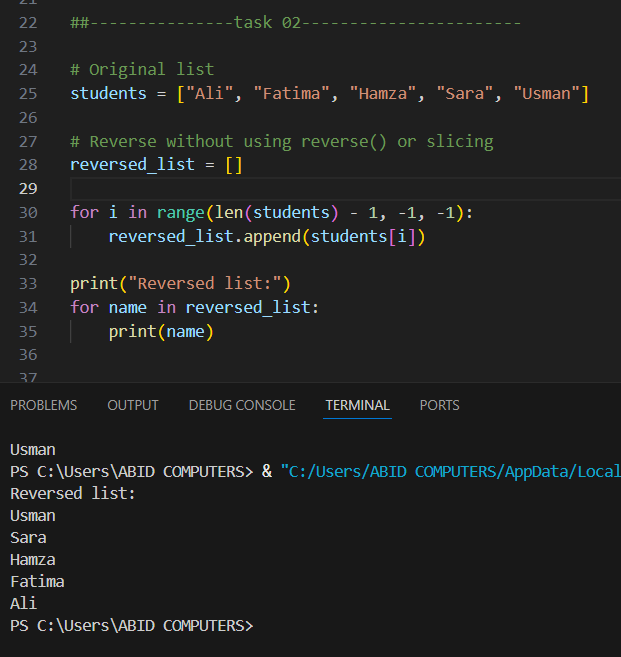 21
22 ##---------------task 02-----------------------
23
24 # Original list
25 students = ["Ali", "Fatima", "Hamza", "Sara", "Usman"]
26
27 # Reverse without using reverse() or slicing
28 reversed_list = []
29
30 for i in range(len(students) - 1, -1, -1):
31     reversed_list.append(students[i])
32
33 print("Reversed list:")
34 for name in reversed_list:
35     print(name)
36
37
PROBLEMS OUTPUT DEBUG CONSOLE TERMINAL PORTS
Usman
PS C:\Users\ABID COMPUTERS> & "C:/Users/ABID COMPUTERS/AppData/Local
Reversed list:
Usman
Sara
Hamza
Fatima
Ali
PS C:\Users\ABID COMPUTERS>